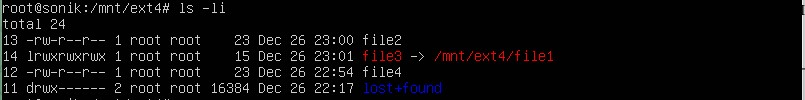 root@sonik:/mnt/ext4# ls -li
total 24
13 -rw-r--r-- 1 root root    23 Dec 26 23:00 file2
14 lrwxrwxrwx 1 root root    15 Dec 26 23:01 file3 -> /mnt/ext4/file1
12 -rw-r--r-- 1 root root    23 Dec 26 22:54 file4
11 drwx------ 2 root root 16384 Dec 26 22:17 lost+found